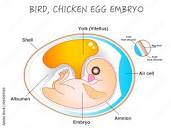 BIRD, CHICKEN EGG EMBRYO
Yolk (Vitellus)
Shell
Air cell
Albumen
Embryo
Amnion